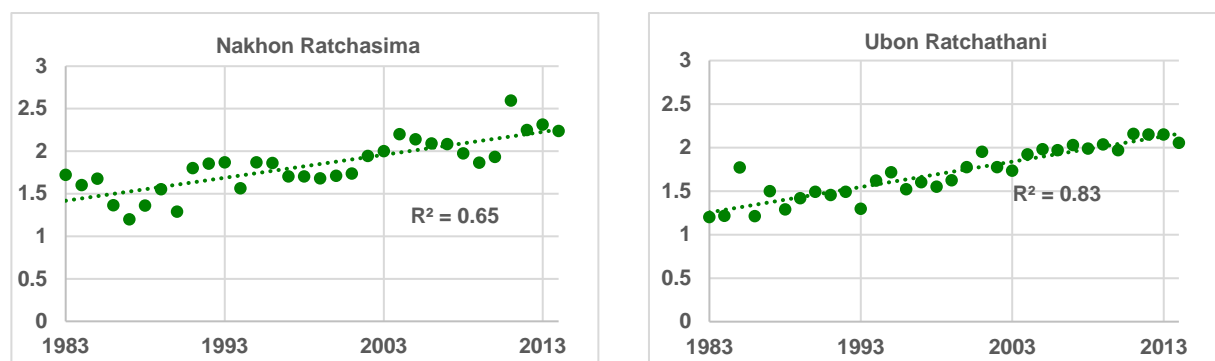 Nakhon Ratchasima
3
2.5
2
1.5
1
0.5
0
R² = 0.65
1983 1993 2003 2013
Ubon Ratchathani
3
2.5
2
1.5
1
0.5
0
R² = 0.83
1983 1993 2003 2013